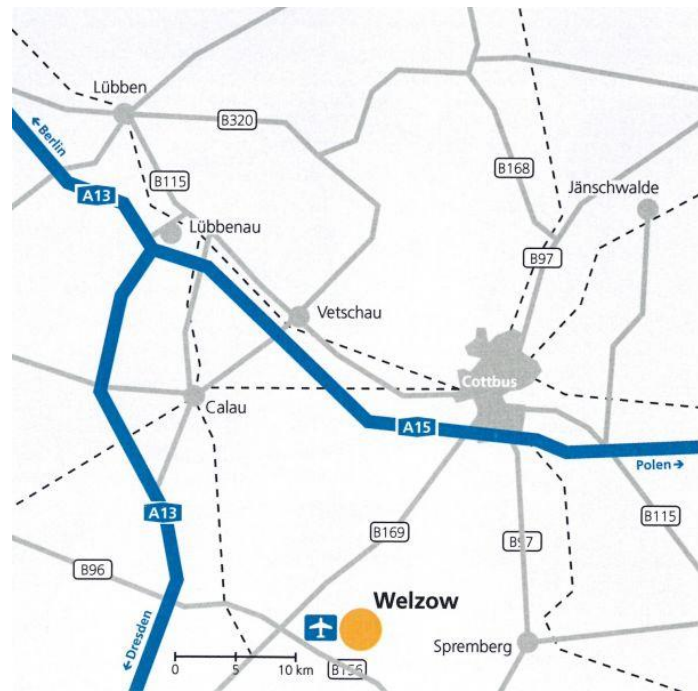 Lübben
B320
←Berlin
B168
B115
A13
Jänschwalde
Lübbenau
B97
Vetschau
Cottbus
Calau
A15
Polen→
A13
B115
B169
B97
B96
Welzow
←Dresden
Spremberg
0 5 10 km
B156